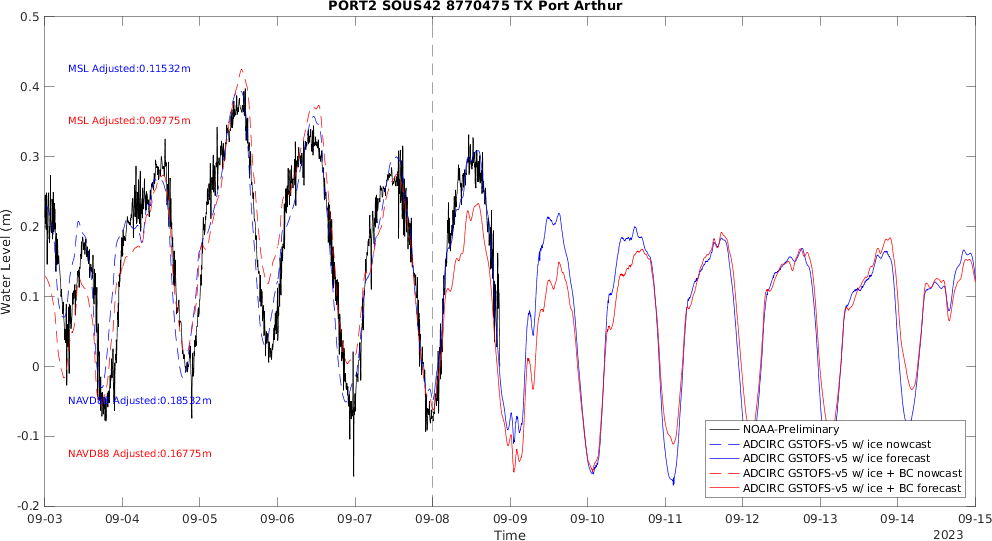 PORT2 SOUS42 8770475 TX Port Arthur
0.5
0.4
0.3
0.2
0.1
0
-0.1
-0.2
Water Level (m)
MSL Adjusted:0.11532m
MSL Adjusted:0.09775m
NAVD88 Adjusted:0.18532m
NAVD88 Adjusted:0.16775m
NOAA-Preliminary
ADCIRC GSTOFS-v5 w/ ice nowcast
ADCIRC GSTOFS-v5 w/ ice forecast
ADCIRC GSTOFS-v5 w/ ice + BC nowcast
ADCIRC GSTOFS-v5 w/ ice + BC forecast
09-03 09-04 09-05 09-06 09-07 09-08 09-09 09-10 09-11 09-12 09-13 09-14 09-15
Time
2023